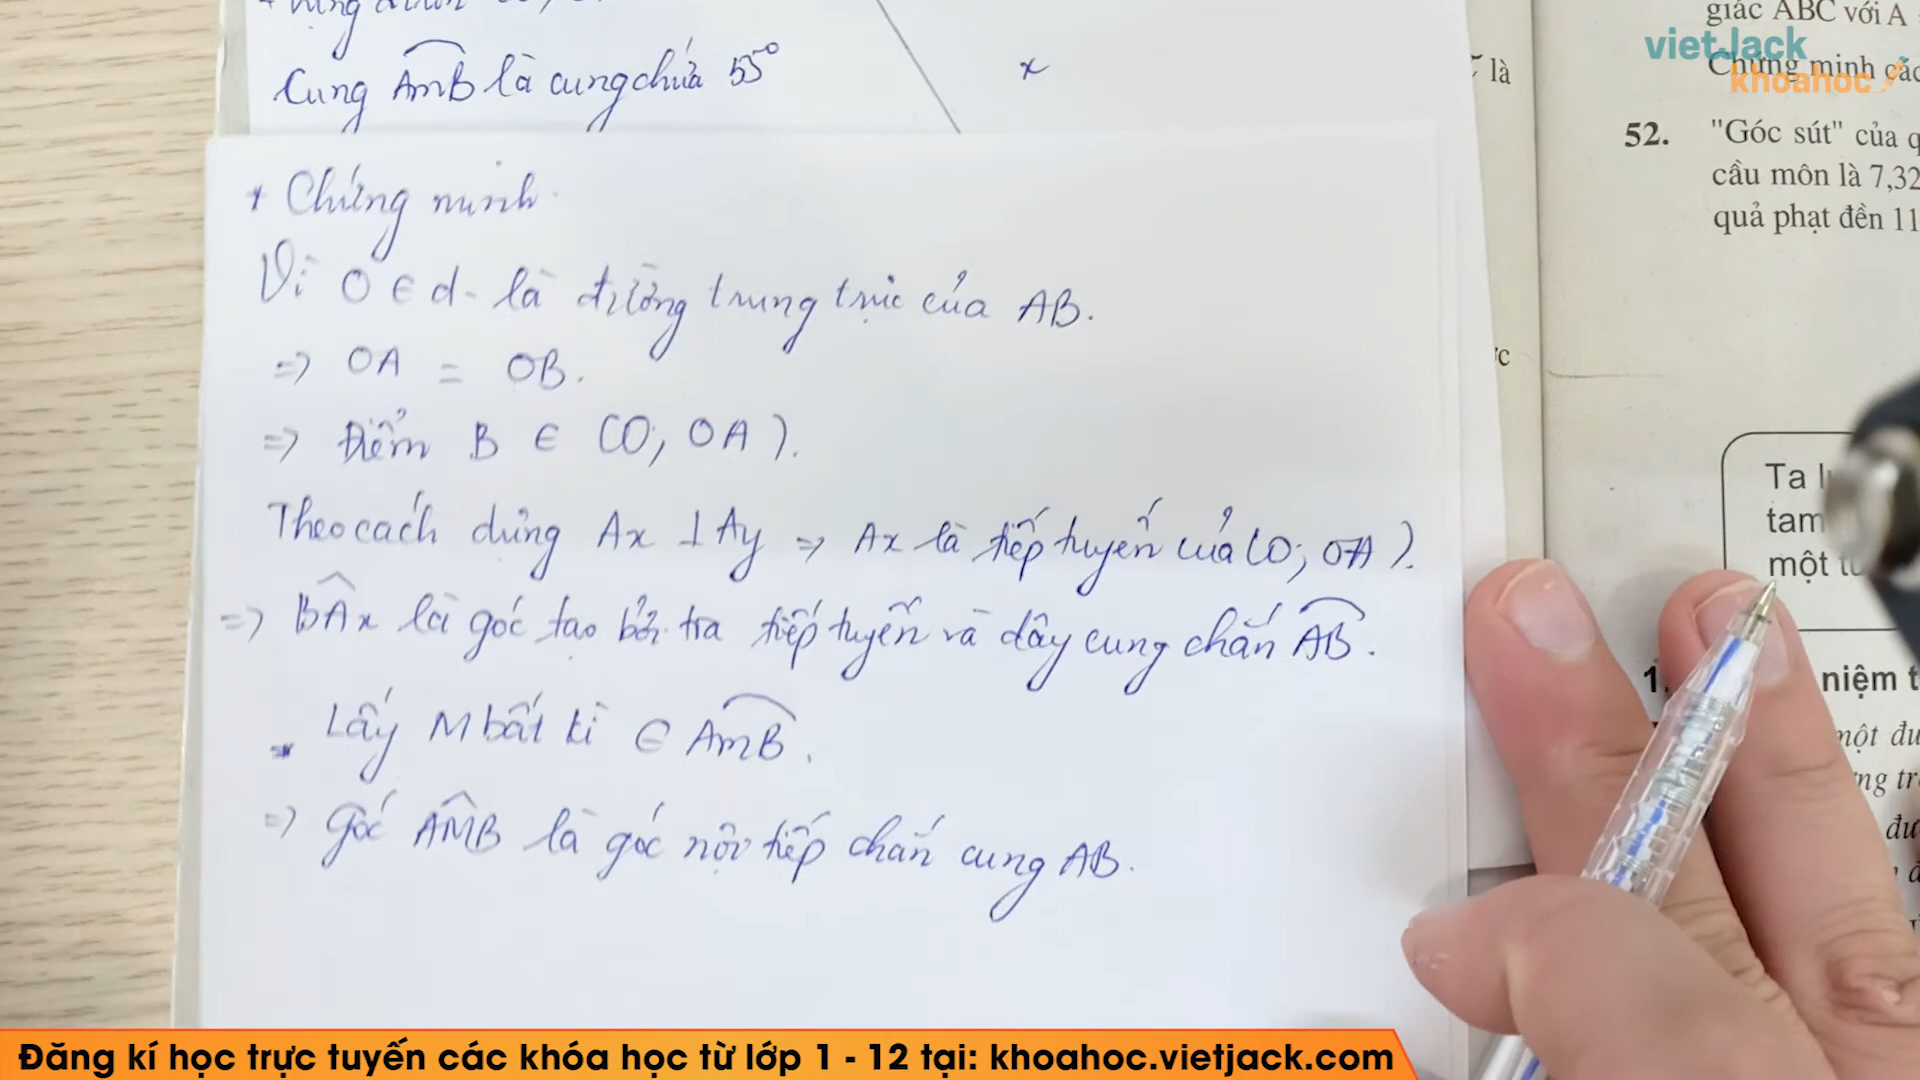 Cung AmB là cung chứa 55°
x
* Chứng minh.
Vì O ∈ d - là đường trung trực của AB.
=> OA = OB.
=> Điểm B ∈ (O; OA).
Theo cách dựng Ax ⊥ Ay => Ax là tiếp tuyến của (O; OA).
=> BAx là góc tạo bởi tia tiếp tuyến và dây cung chắn AB.
Lấy M bất kì ∈ AmB.
=> Góc AMB là góc nội tiếp chắn cung AB.
là
giác ABC với A
vietJack
Chứng minh các
khoahoc
52. "Góc sút" của q
cầu môn là 7,32
quả phạt đền 11
Ta
tam
một
1. niệm
Đăng kí học trực tuyến các khóa học từ lớp 1 - 12 tại: khoahoc.vietjack.com